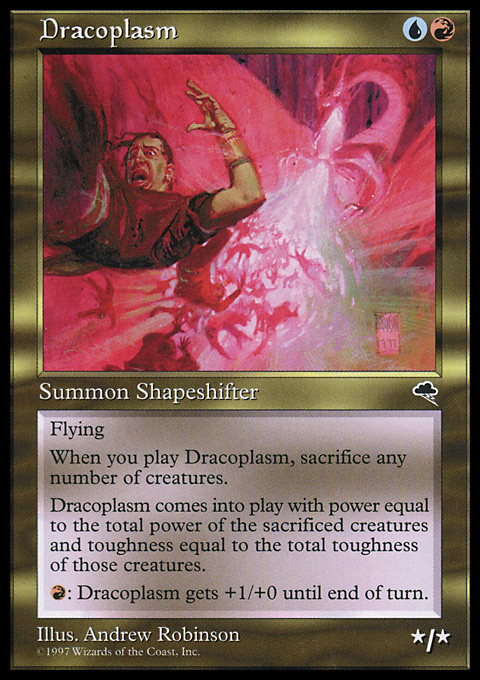 Dracoplasm
Summon Shapeshifter
Flying
When you play Dracoplasm, sacrifice any
number of creatures.
Dracoplasm comes into play with power equal
to the total power of the sacrificed creatures
and toughness equal to the total toughness
of those creatures.
: Dracoplasm gets +1/+0 until end of turn.
Illus. Andrew Robinson
*/*
©1997 Wizards of the Coast, Inc.